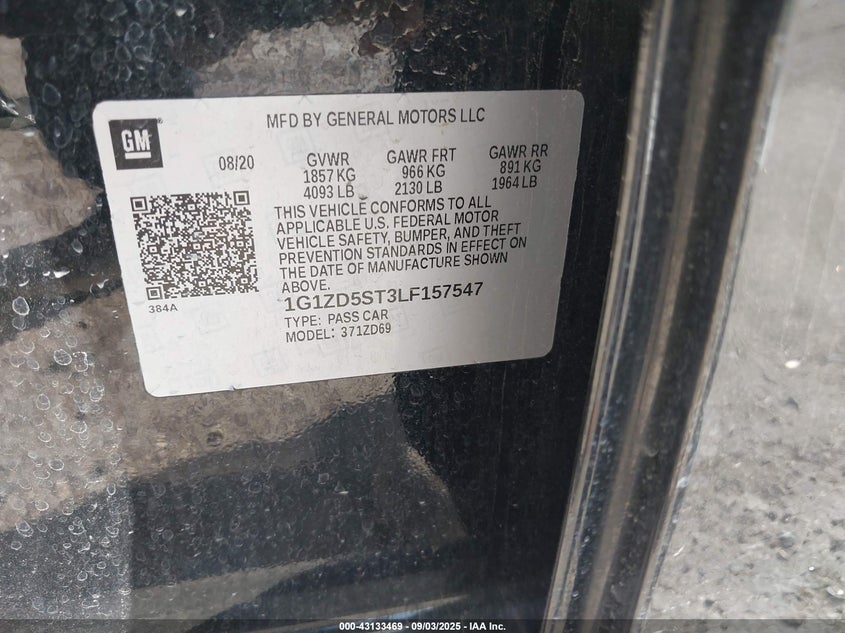 GM
MFD BY GENERAL MOTORS LLC
08/20
GVWR
1857 KG
4093 LB
GAWR FRT
966 KG
2130 LB
GAWR RR
891 KG
1964 LB
THIS VEHICLE CONFORMS TO ALL
APPLICABLE U.S. FEDERAL MOTOR
VEHICLE SAFETY, BUMPER, AND THEFT
PREVENTION STANDARDS IN EFFECT ON
THE DATE OF MANUFACTURE SHOWN
ABOVE.
384A
1G1ZD5ST3LF157547
TYPE: PASS CAR
MODEL: 371ZD69
000-43133469 - 09/03/2025 - IAA Inc.